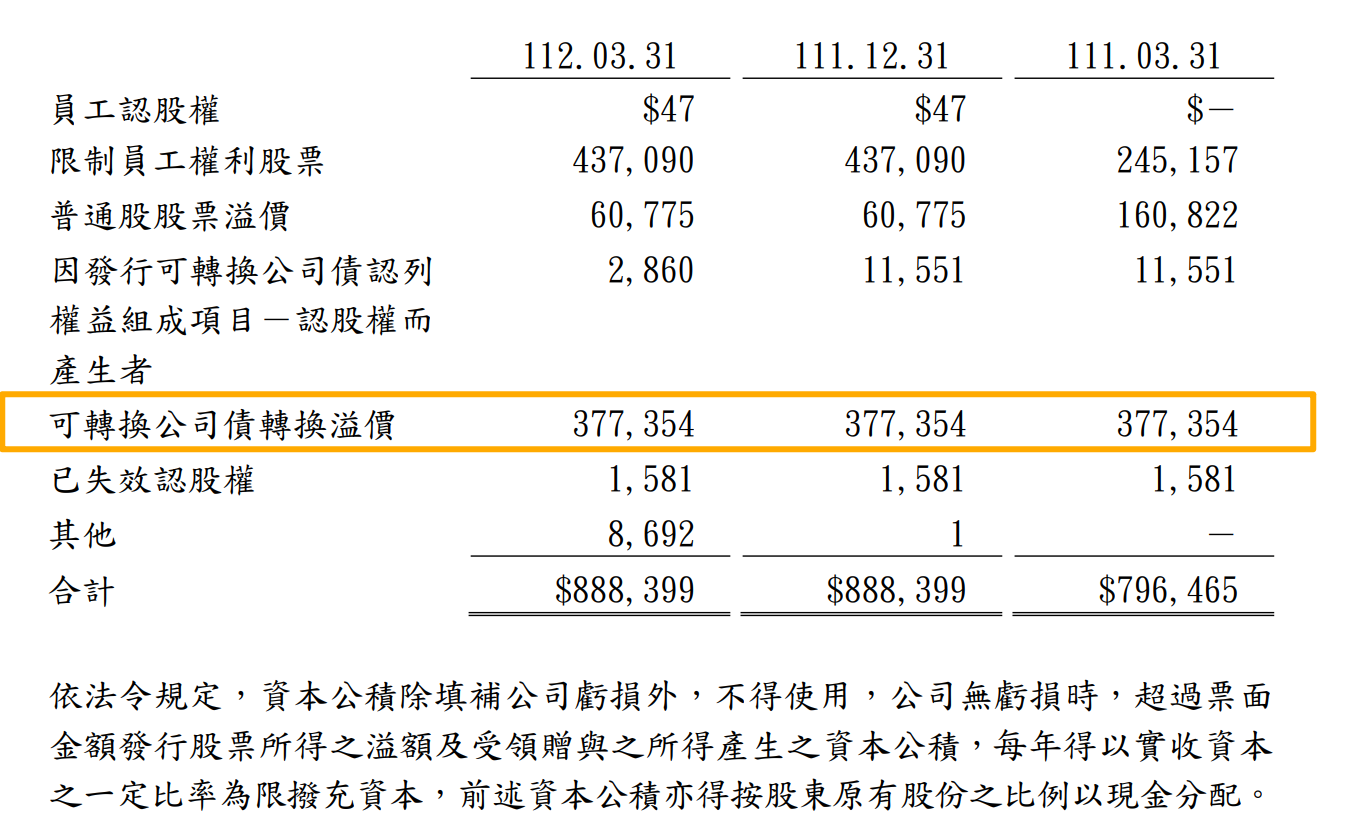 112.03.31 111.12.31 111.03.31
員工認股權 $47 $47 $－
限制員工權利股票 437,090 437,090 245,157
普通股股票溢價 60,775 60,775 160,822
因發行可轉換公司債認列 2,860 11,551 11,551
權益組成項目－認股權而
產生者
可轉換公司債轉換溢價 377,354 377,354 377,354
已失效認股權 1,581 1,581 1,581
其他 8,692 1 －
合計 $888,399 $888,399 $796,465
依法令規定，資本公積除填補公司虧損外，不得使用，公司無虧損時，超過票面
金額發行股票所得之溢額及受領贈與之所得產生之資本公積，每年得以實收資本
之一定比率為限撥充資本，前述資本公積亦得按股東原有股份之比例以現金分配。